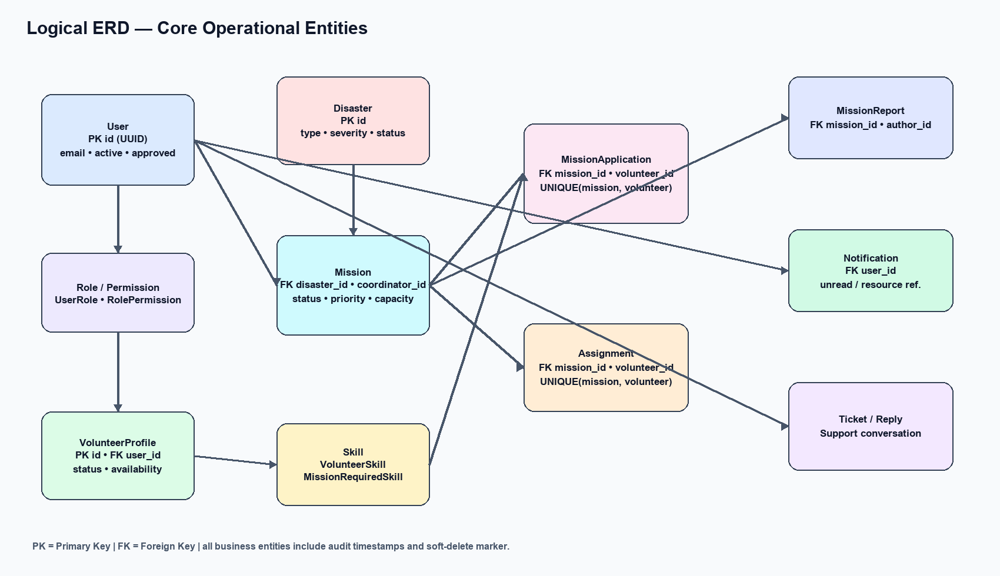 Logical ERD — Core Operational Entities
User
PK id (UUID)
email • active • approved
Disaster
PK id
type • severity • status
MissionApplication
FK mission_id • volunteer_id
UNIQUE(mission, volunteer)
MissionReport
FK mission_id • author_id
Role / Permission
UserRole • RolePermission
Mission
FK disaster_id • coordinator_id
status • priority • capacity
Notification
FK user_id
unread / resource ref.
Assignment
FK mission_id • volunteer_id
UNIQUE(mission, volunteer)
VolunteerProfile
PK id • FK user_id
status • availability
Skill
VolunteerSkill
MissionRequiredSkill
Ticket / Reply
Support conversation
PK = Primary Key | FK = Foreign Key | all business entities include audit timestamps and soft-delete marker.